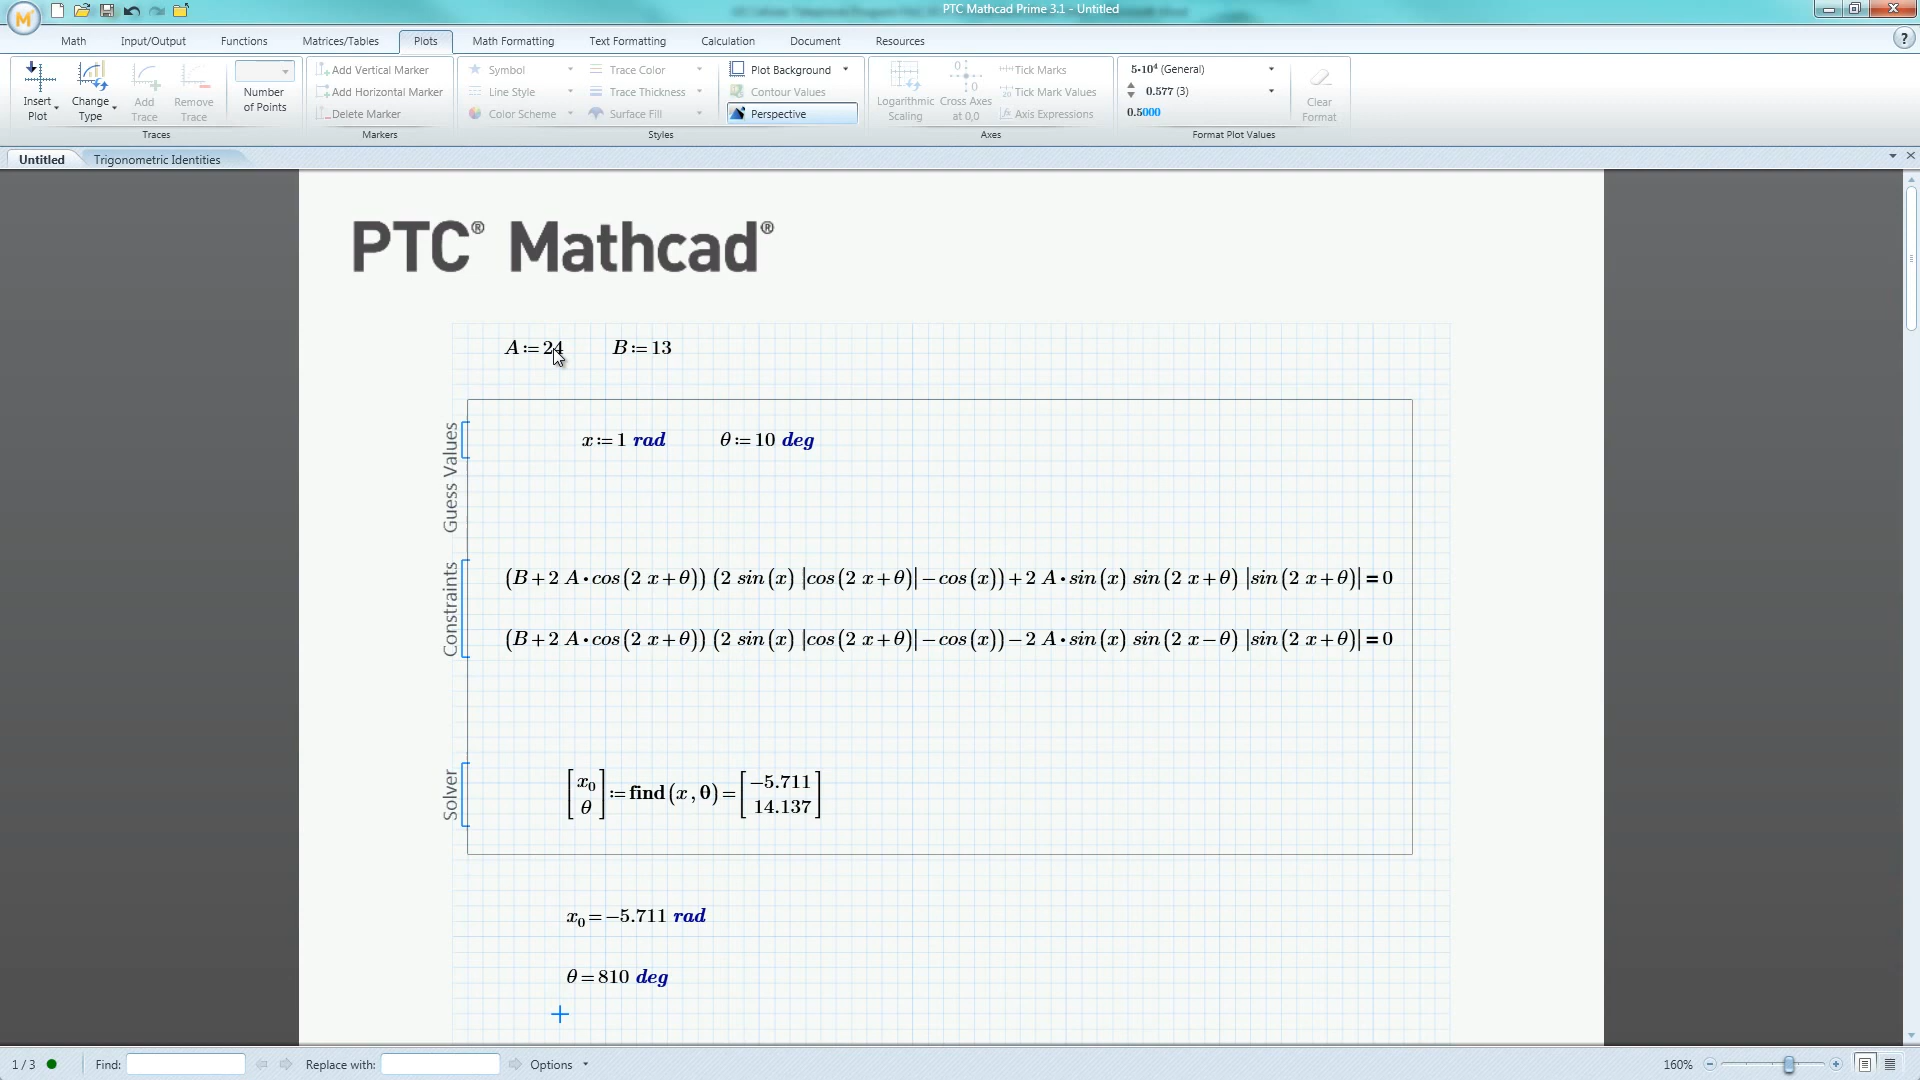 PTC Mathcad Prime 3.1 - Untitled
Math Input/Output Functions Matrices/Tables Plots Math Formatting Text Formatting Calculation Document Resources
Insert Plot
Change Type
Add Trace
Remove Trace
Number of Points
Traces
Add Vertical Marker
Add Horizontal Marker
Delete Marker
Markers
Symbol
Line Style
Color Scheme
Trace Color
Trace Thickness
Surface Fill
Styles
Plot Background
Contour Values
Perspective
Logarithmic Scaling
Cross Axes at 0,0
Tick Marks
Tick Mark Values
Axis Expressions
Axes
5•10⁴ (General)
0.577 (3)
0.5000
Format Plot Values
Clear Format
Untitled Trigonometric Identities
PTC® Mathcad®
A:=24 B:=13
Guess Values
x:=1 rad θ:=10 deg
Constraints
(B+2 A•cos(2 x+θ)) (2 sin(x) |cos(2 x+θ)|−cos(x))+2 A•sin(x) sin(2 x+θ) |sin(2 x+θ)|=0
(B+2 A•cos(2 x+θ)) (2 sin(x) |cos(2 x+θ)|−cos(x))−2 A•sin(x) sin(2 x−θ) |sin(2 x+θ)|=0
Solver
[x₀ θ]:=find(x,θ)=[−5.711 14.137]
x₀=−5.711 rad
θ=810 deg
1 / 3 Find: Replace with: Options 160%